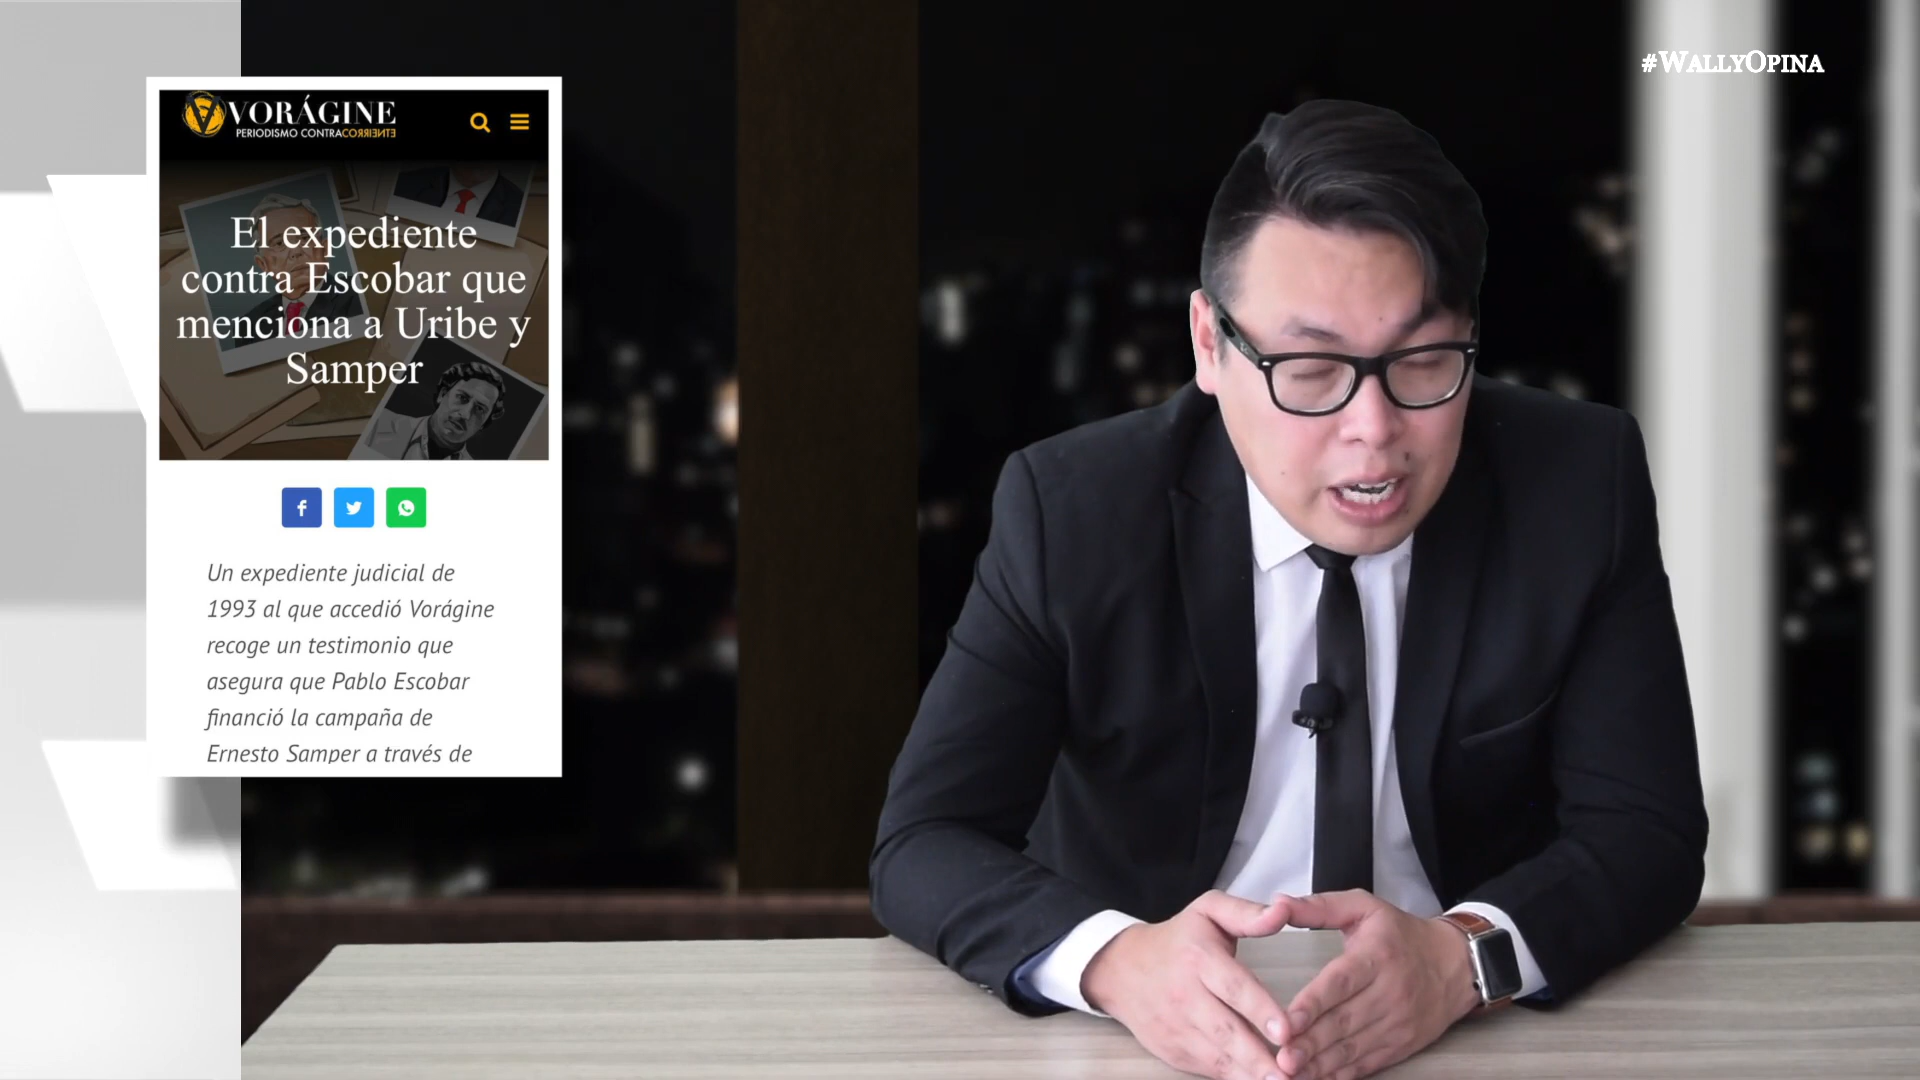 #WALLYOPINA
VORÁGINE
PERIODISMO CONTRACORRIENTE
El expediente
contra Escobar que
menciona a Uribe y
Samper
Un expediente judicial de
1993 al que accedió Vorágine
recoge un testimonio que
asegura que Pablo Escobar
financió la campaña de
Ernesto Samper a través de